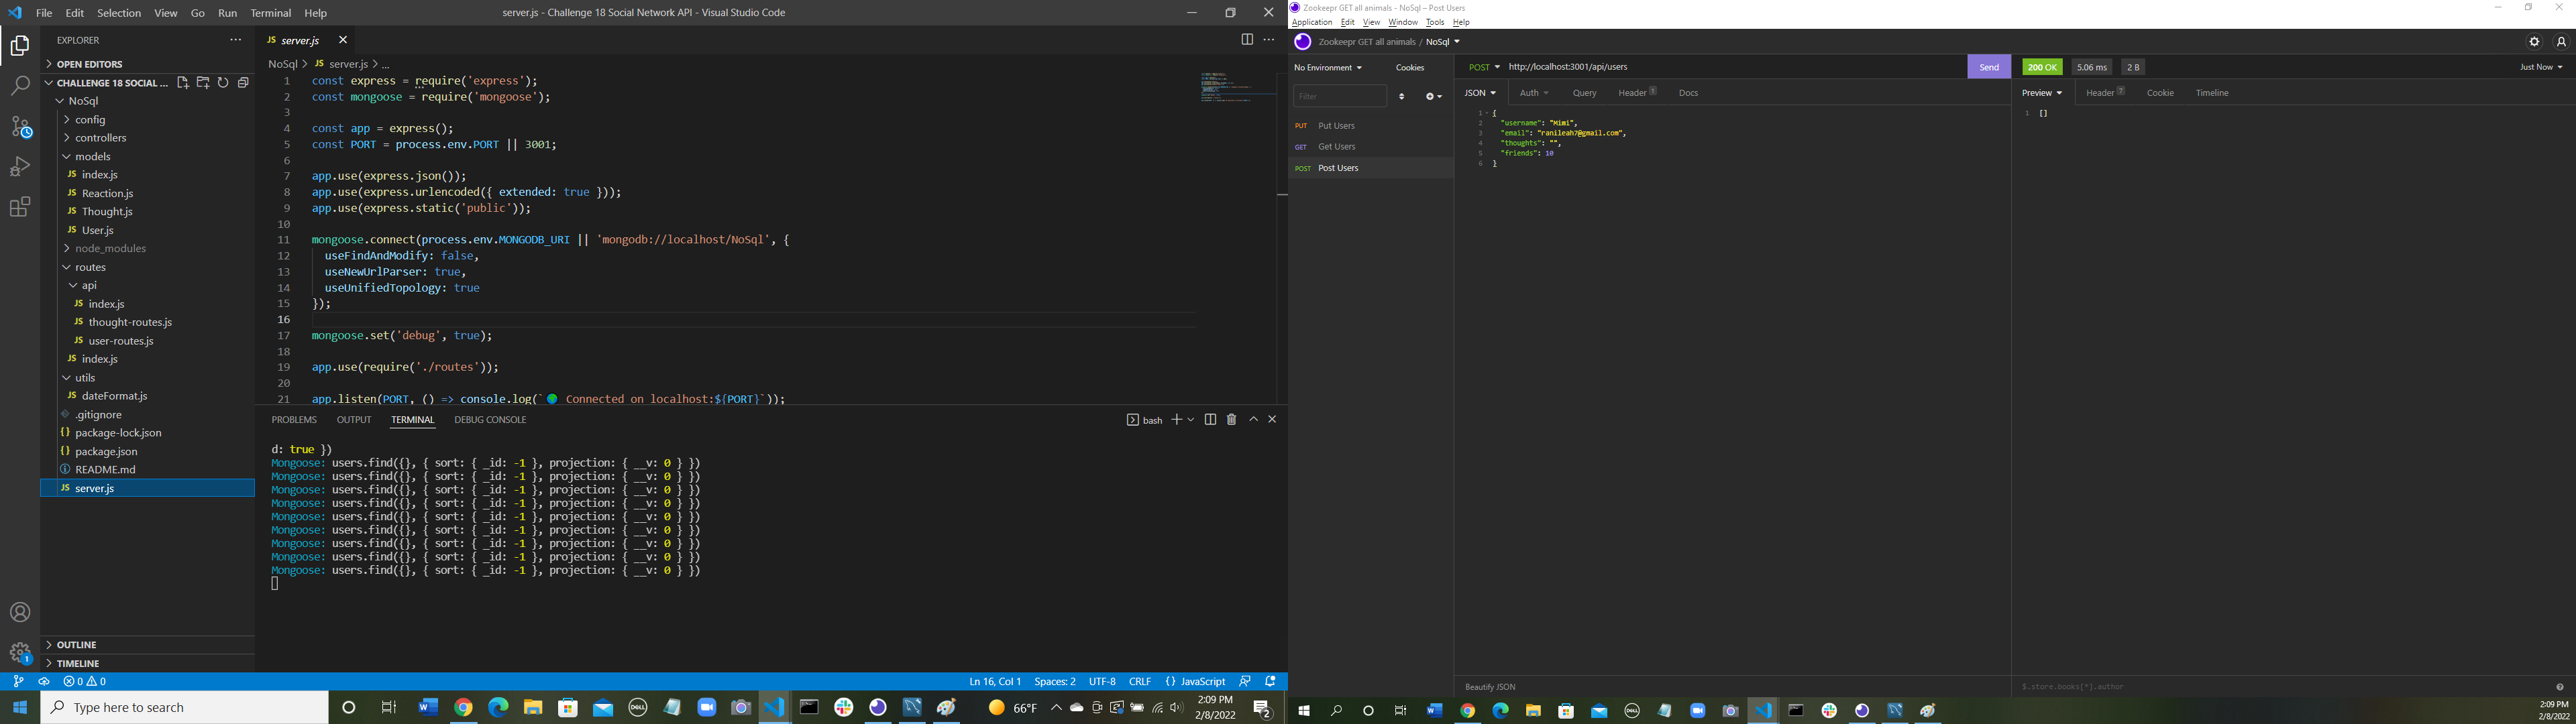 File Edit Selection View Go Run Terminal Help
server.js - Challenge 18 Social Network API - Visual Studio Code
EXPLORER
OPEN EDITORS
CHALLENGE 18 SOCIAL ...
NoSql
config
controllers
models
JS index.js
JS Reaction.js
JS Thought.js
JS User.js
node_modules
routes
api
JS index.js
JS thought-routes.js
JS user-routes.js
JS index.js
utils
JS dateFormat.js
.gitignore
{} package-lock.json
{} package.json
README.md
JS server.js
OUTLINE
TIMELINE
JS server.js
NoSql > JS server.js > ...
1 const express = require('express');
2 const mongoose = require('mongoose');
3
4 const app = express();
5 const PORT = process.env.PORT || 3001;
6
7 app.use(express.json());
8 app.use(express.urlencoded({ extended: true }));
9 app.use(express.static('public'));
10
11 mongoose.connect(process.env.MONGODB_URI || 'mongodb://localhost/NoSql', {
12 useFindAndModify: false,
13 useNewUrlParser: true,
14 useUnifiedTopology: true
15 });
16
17 mongoose.set('debug', true);
18
19 app.use(require('./routes'));
20
21 app.listen(PORT, () => console.log(`🌍 Connected on localhost:${PORT}`));
PROBLEMS OUTPUT TERMINAL DEBUG CONSOLE
bash
d: true })
Mongoose: users.find({}, { sort: { _id: -1 }, projection: { __v: 0 } })
Mongoose: users.find({}, { sort: { _id: -1 }, projection: { __v: 0 } })
Mongoose: users.find({}, { sort: { _id: -1 }, projection: { __v: 0 } })
Mongoose: users.find({}, { sort: { _id: -1 }, projection: { __v: 0 } })
Mongoose: users.find({}, { sort: { _id: -1 }, projection: { __v: 0 } })
Mongoose: users.find({}, { sort: { _id: -1 }, projection: { __v: 0 } })
Mongoose: users.find({}, { sort: { _id: -1 }, projection: { __v: 0 } })
Mongoose: users.find({}, { sort: { _id: -1 }, projection: { __v: 0 } })
Mongoose: users.find({}, { sort: { _id: -1 }, projection: { __v: 0 } })
1
0 0
Ln 16, Col 1 Spaces: 2 UTF-8 CRLF {} JavaScript
Type here to search
DELL
66°F
2:09 PM
2/8/2022
2
Zookeepr GET all animals - NoSql – Post Users
Application Edit View Window Tools Help
Zookeepr GET all animals / NoSql
No Environment Cookies
Filter
PUT Put Users
GET Get Users
POST Post Users
POST http://localhost:3001/api/users
Send
JSON Auth Query Header 1 Docs
1 {
2 "username": "Mimi",
3 "email": "ranileah7@gmail.com",
4 "thoughts": "",
5 "friends": 10
6 }
Beautify JSON
200 OK 5.06 ms 2 B
Just Now
Preview Header 7 Cookie Timeline
1 []
$.store.books[*].author
DELL
2:09 PM
2/8/2022